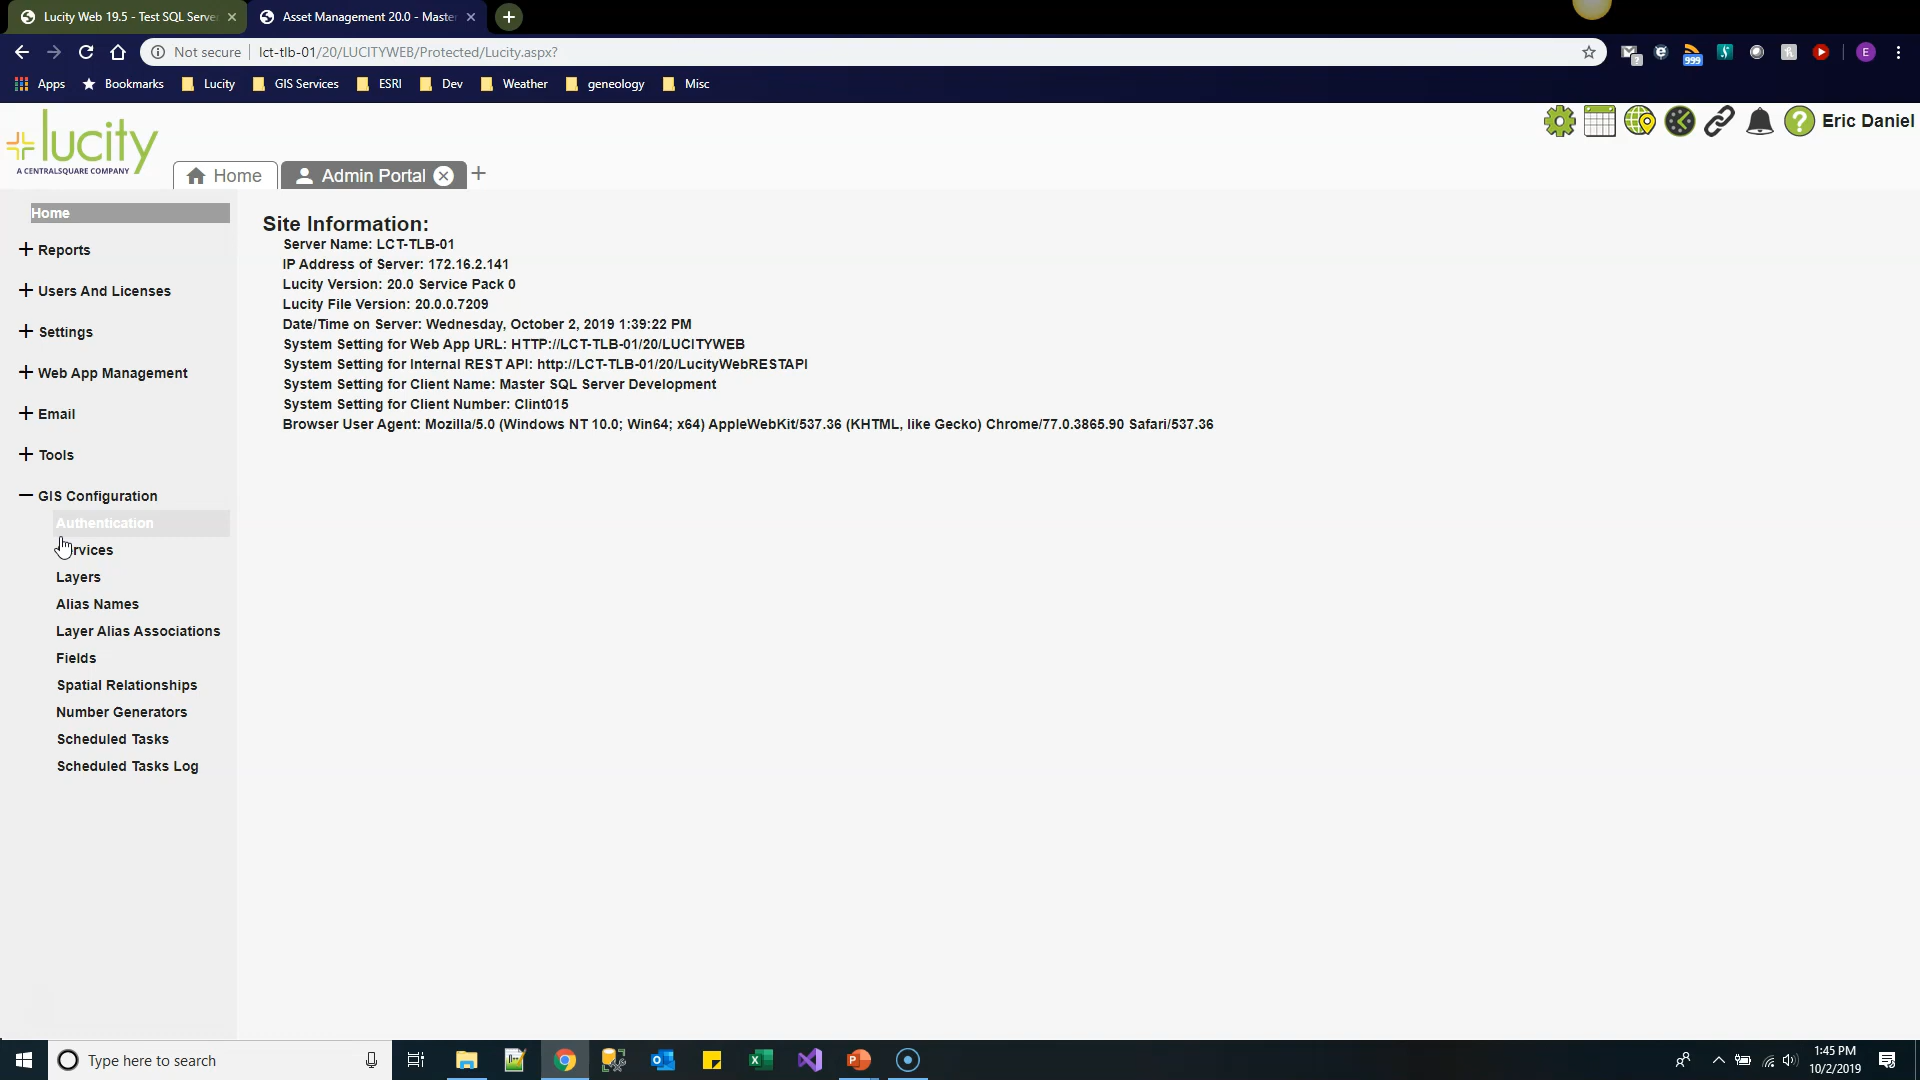 Lucity Web 19.5 - Test SQL Serve
Asset Management 20.0 - Master
Not secure
lct-tlb-01/20/LUCITYWEB/Protected/Lucity.aspx?
999
E
Apps
Bookmarks
Lucity
GIS Services
ESRI
Dev
Weather
geneology
Misc
lucity
A CENTRALSQUARE COMPANY
Home
Admin Portal
Eric Daniel
Home
Reports
Users And Licenses
Settings
Web App Management
Email
Tools
GIS Configuration
Authentication
rvices
Layers
Alias Names
Layer Alias Associations
Fields
Spatial Relationships
Number Generators
Scheduled Tasks
Scheduled Tasks Log
Site Information:
Server Name: LCT-TLB-01
IP Address of Server: 172.16.2.141
Lucity Version: 20.0 Service Pack 0
Lucity File Version: 20.0.0.7209
Date/Time on Server: Wednesday, October 2, 2019 1:39:22 PM
System Setting for Web App URL: HTTP://LCT-TLB-01/20/LUCITYWEB
System Setting for Internal REST API: http://LCT-TLB-01/20/LucityWebRESTAPI
System Setting for Client Name: Master SQL Server Development
System Setting for Client Number: Clint015
Browser User Agent: Mozilla/5.0 (Windows NT 10.0; Win64; x64) AppleWebKit/537.36 (KHTML, like Gecko) Chrome/77.0.3865.90 Safari/537.36
Type here to search
1:45 PM
10/2/2019